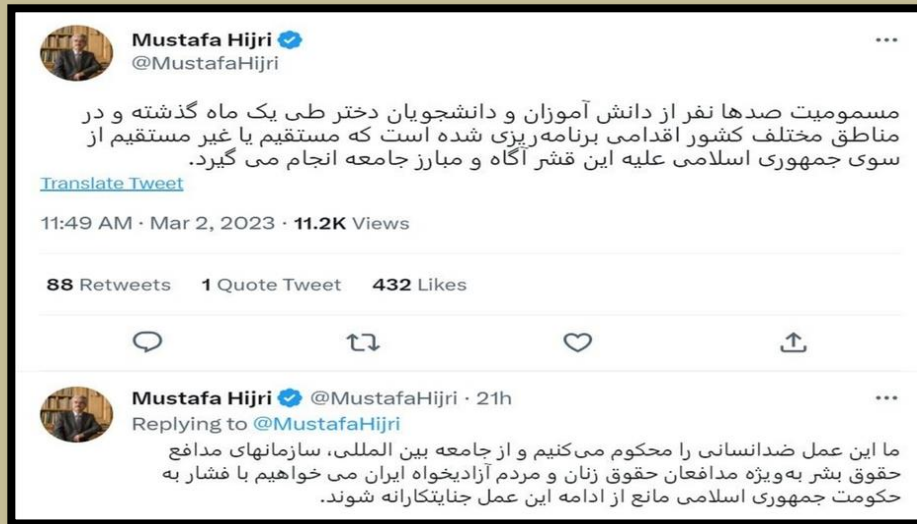 Mustafa Hijri
@MustafaHijri
مسمومیت صدها نفر از دانش آموزان و دانشجویان دختر طی یک ماه گذشته و در
مناطق مختلف کشور اقدامی برنامه‌ریزی شده است که مستقیم یا غیر مستقیم از
سوی جمهوری اسلامی علیه این قشر آگاه و مبارز جامعه انجام می گیرد.
Translate Tweet
11:49 AM · Mar 2, 2023 · 11.2K Views
88 Retweets 1 Quote Tweet 432 Likes
Mustafa Hijri @MustafaHijri · 21h
Replying to @MustafaHijri
ما این عمل ضدانسانی را محکوم می‌کنیم و از جامعه بین المللی، سازمانهای مدافع
حقوق بشر به‌ویژه مدافعان حقوق زنان و مردم آزادیخواه ایران می خواهیم با فشار به
حکومت جمهوری اسلامی مانع از ادامه این عمل جنایتکارانه شوند.